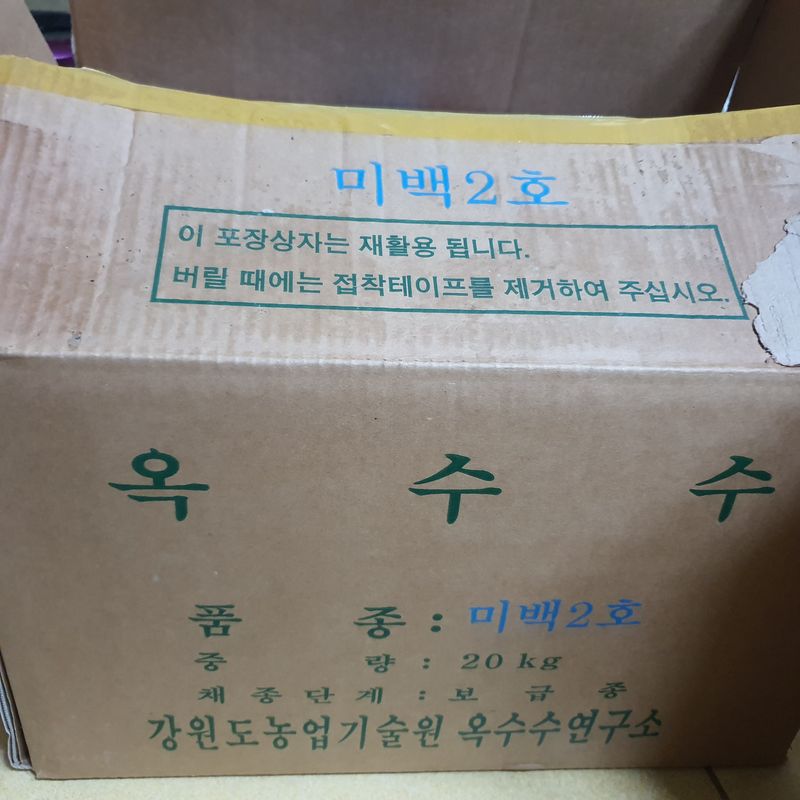 미백2호
이 포장상자는 재활용 됩니다.
버릴 때에는 접착테이프를 제거하여 주십시오.
옥 수 수
품 종 : 미백2호
중 량 : 20 kg
채 종 단 계 : 보 급 종
강원도농업기술원 옥수수연구소